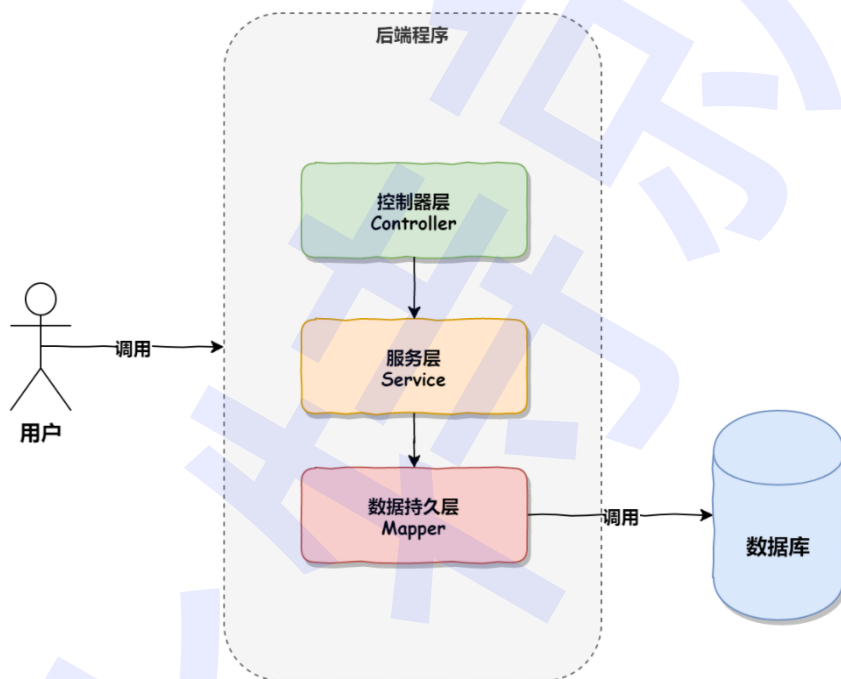 后端程序
控制器层
Controller
调用
服务层
Service
用户
数据持久层
Mapper
调用
数据库